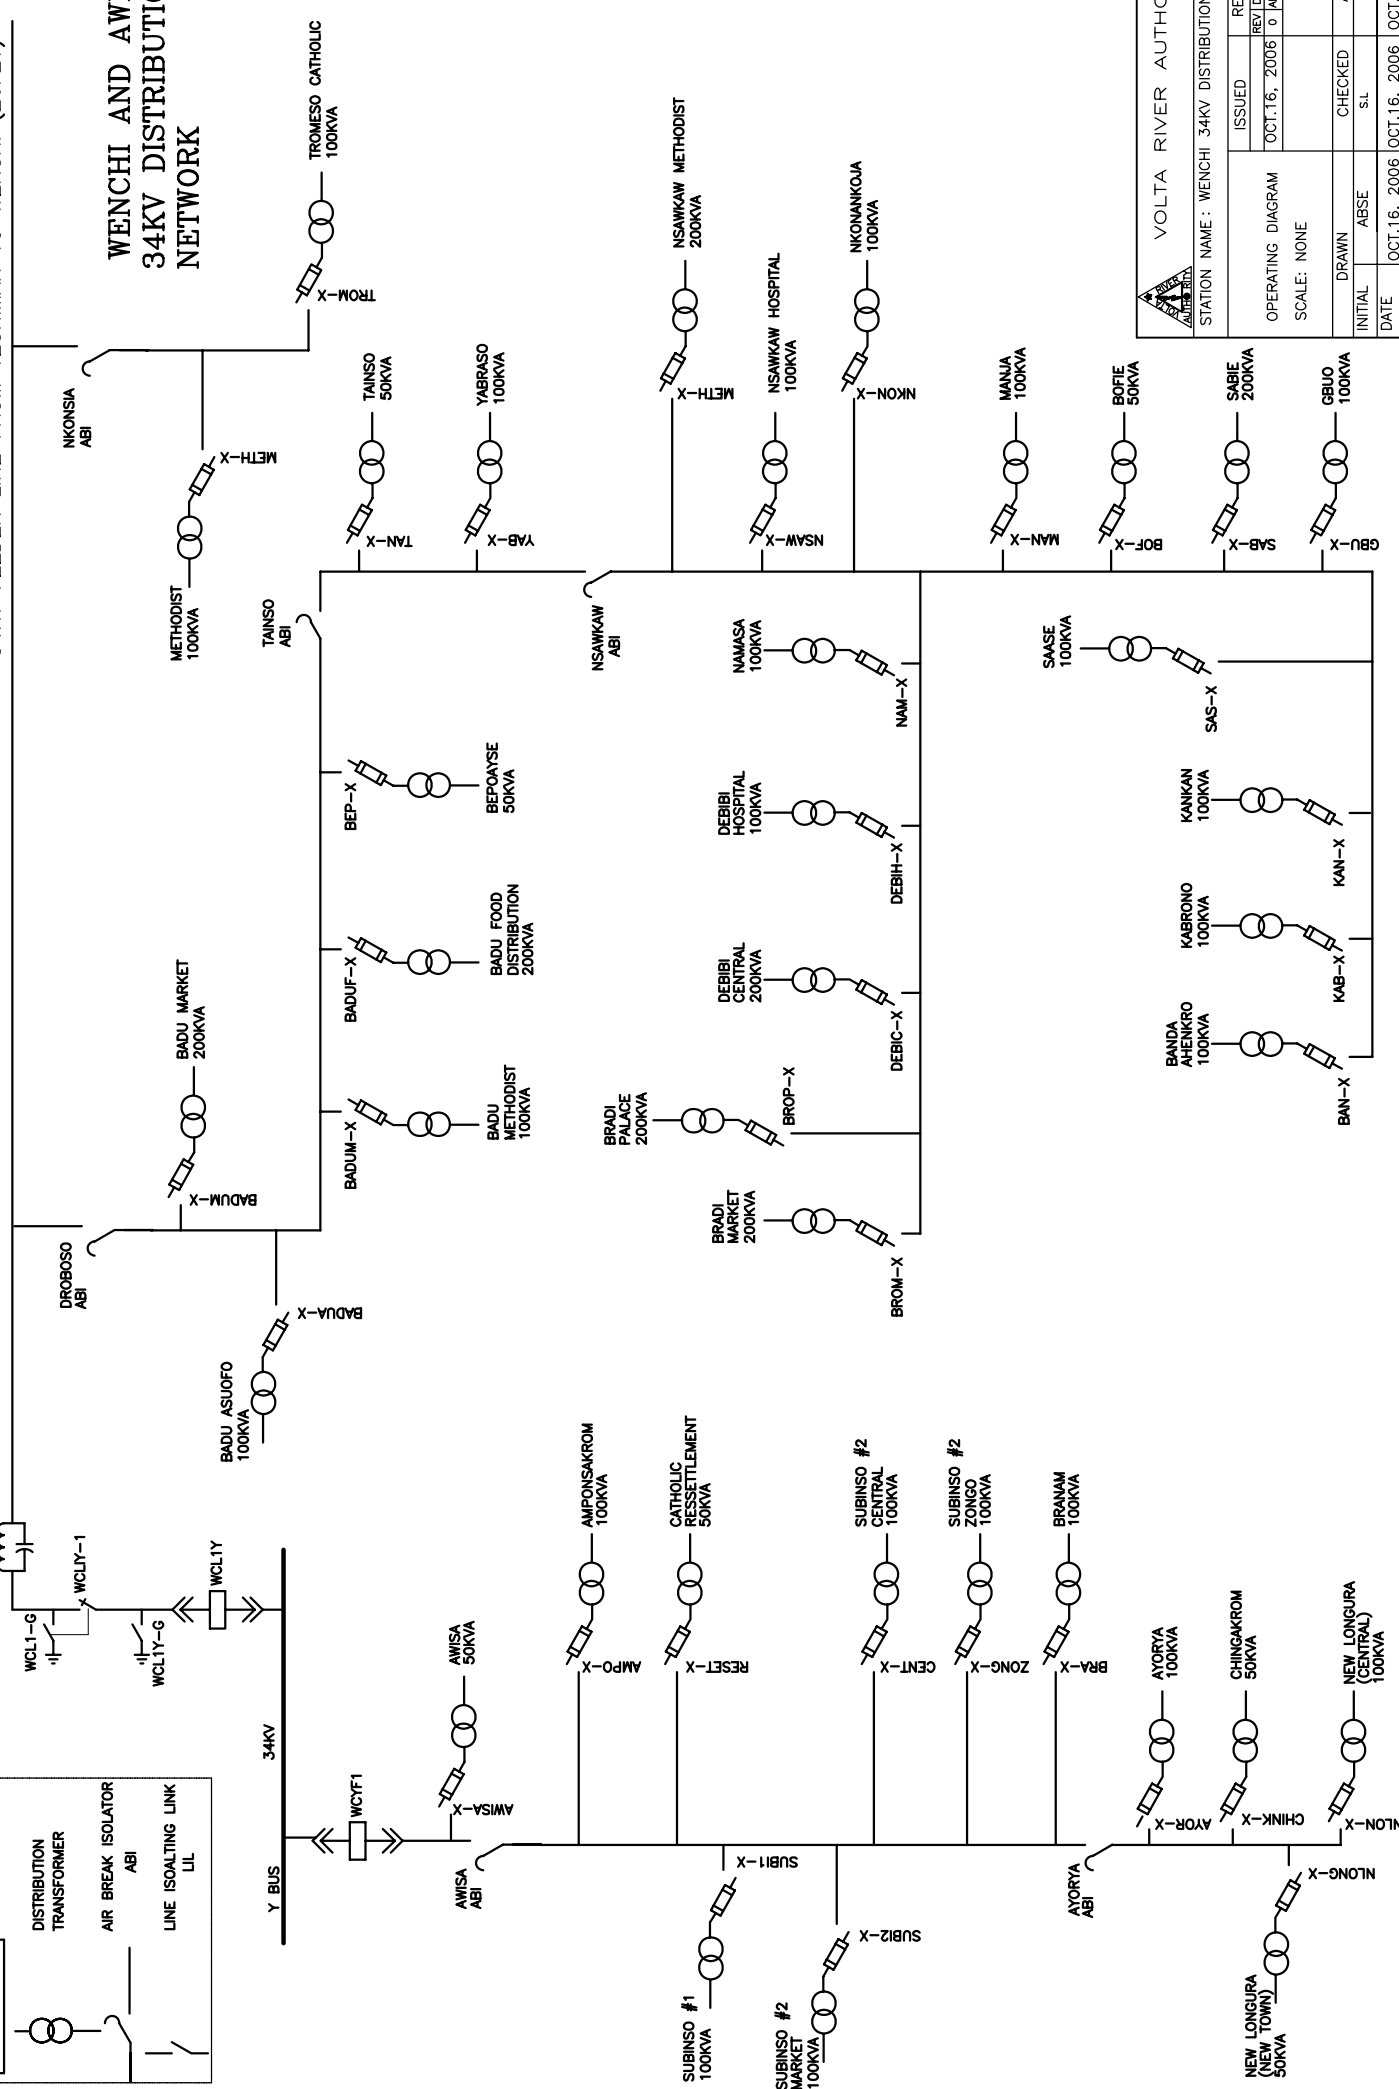 WENCHI AND AW
34KV DISTRIBUTIO
NETWORK
DISTRIBUTION
TRANSFORMER
AIR BREAK ISOLATOR
ABI
LINE ISOALTING LINK
LIL
WCL1-G
WCLIY-1
WCL1Y-G
WCL1Y
34KV
Y BUS
WCYF1
AWISA
50KVA
AWISA-X
AWISA
ABI
AMPONSAKROM
100KVA
AMPO-X
CATHOLIC
RESSETTLEMENT
50KVA
RESET-X
SUBINSO #1
100KVA
SUBI1-X
SUBINSO #2
MARKET
100KVA
SUBI2-X
SUBINSO #2
CENTRAL
100KVA
CENT-X
SUBINSO #2
ZONGO
100KVA
ZONG-X
BRANAM
100KVA
BRA-X
AYORYA
ABI
AYORYA
100KVA
AYOR-X
CHINGAKROM
50KVA
CHINK-X
NEW LONGURA
(CENTRAL)
100KVA
NLON-X
NEW LONGURA
(NEW TOWN)
50KVA
NLONG-X
DROBOSO
ABI
BADU MARKET
200KVA
BADUM-X
BADU ASUOFO
100KVA
BADUA-X
BADUM-X
BADU
METHODIST
100KVA
BADUF-X
BADU FOOD
DISTRIBUTION
200KVA
BEP-X
BEPOAYSE
50KVA
TAINSO
ABI
NKONSIA
ABI
METHODIST
100KVA
METH-X
TROMESO CATHOLIC
100KVA
TROM-X
TAINSO
50KVA
TAN-X
YABRASO
100KVA
YAB-X
NSAWKAW
ABI
NSAWKAW METHODIST
200KVA
METH-X
NSAWKAW HOSPITAL
100KVA
NSAW-X
NKONANKOJA
100KVA
NKON-X
BRADI
MARKET
200KVA
BROM-X
BRADI
PALACE
200KVA
BROP-X
DEBIBI
CENTRAL
200KVA
DEBIC-X
DEBIBI
HOSPITAL
100KVA
DEBIH-X
NAMASA
100KVA
NAM-X
MANJA
100KVA
MAN-X
BOFIE
50KVA
BOF-X
SABIE
200KVA
SAB-X
GBUO
100KVA
GBU-X
SAASE
100KVA
SAS-X
KANKAN
100KVA
KAN-X
KABRONO
100KVA
KAB-X
BANDA
AHENKRO
100KVA
BAN-X
VOLTA RIVER AUTHO
VOLTA RIVER AUTHORITY
STATION NAME: WENCHI 34KV DISTRIBUTION
OPERATING DIAGRAM
SCALE: NONE
ISSUED
OCT.16, 2006
RE
REV
0
DRAWN
CHECKED
INITIAL
ABSE
S.L
DATE
OCT.16, 2006
OCT.16, 2006
OCT.